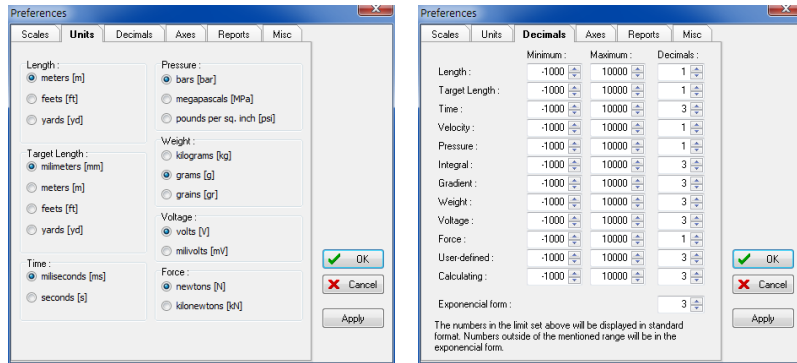 Preferences
Scales Units Decimals Axes Reports Misc
Length :
meters [m]
feets [ft]
yards [yd]
Target Length :
milimeters [mm]
meters [m]
feets [ft]
yards [yd]
Time :
miliseconds [ms]
seconds [s]
Pressure :
bars [bar]
megapascals [MPa]
pounds per sq. inch [psi]
Weight :
kilograms [kg]
grams [g]
grains [gr]
Voltage :
volts [V]
milivolts [mV]
Force :
newtons [N]
kilonewtons [kN]
OK
Cancel
Apply
Preferences
Scales Units Decimals Axes Reports Misc
Minimum : Maximum : Decimals :
Length : -1000 10000 1
Target Length : -1000 10000 1
Time : -1000 10000 3
Velocity : -1000 10000 1
Pressure : -1000 10000 1
Integral : -1000 10000 3
Gradient : -1000 10000 3
Weight : -1000 10000 3
Voltage : -1000 10000 3
Force : -1000 10000 1
User-defined : -1000 10000 3
Calculating : -1000 10000 3
Exponencial form : 3
The numbers in the limit set above will be displayed in standard
format. Numbers outside of the mentioned range will be in the
exponencial form.
OK
Cancel
Apply